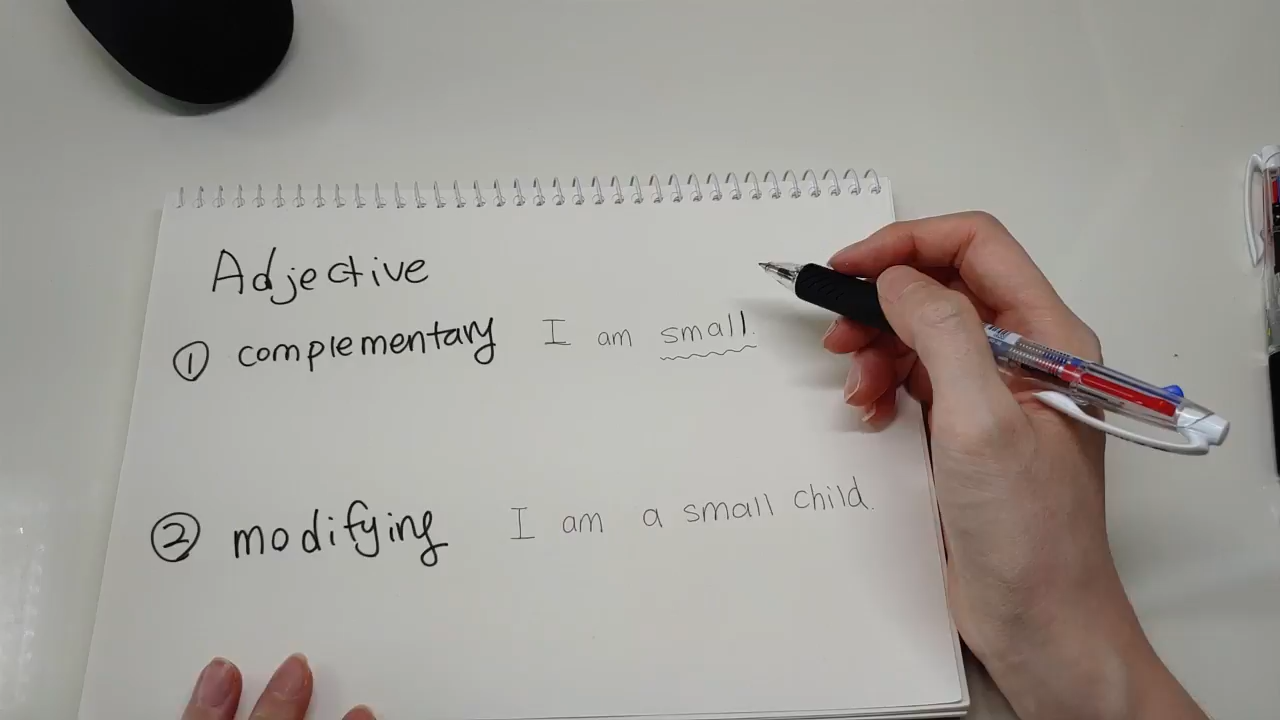 Adjective
① complementary I am small.
② modifying I am a small child.